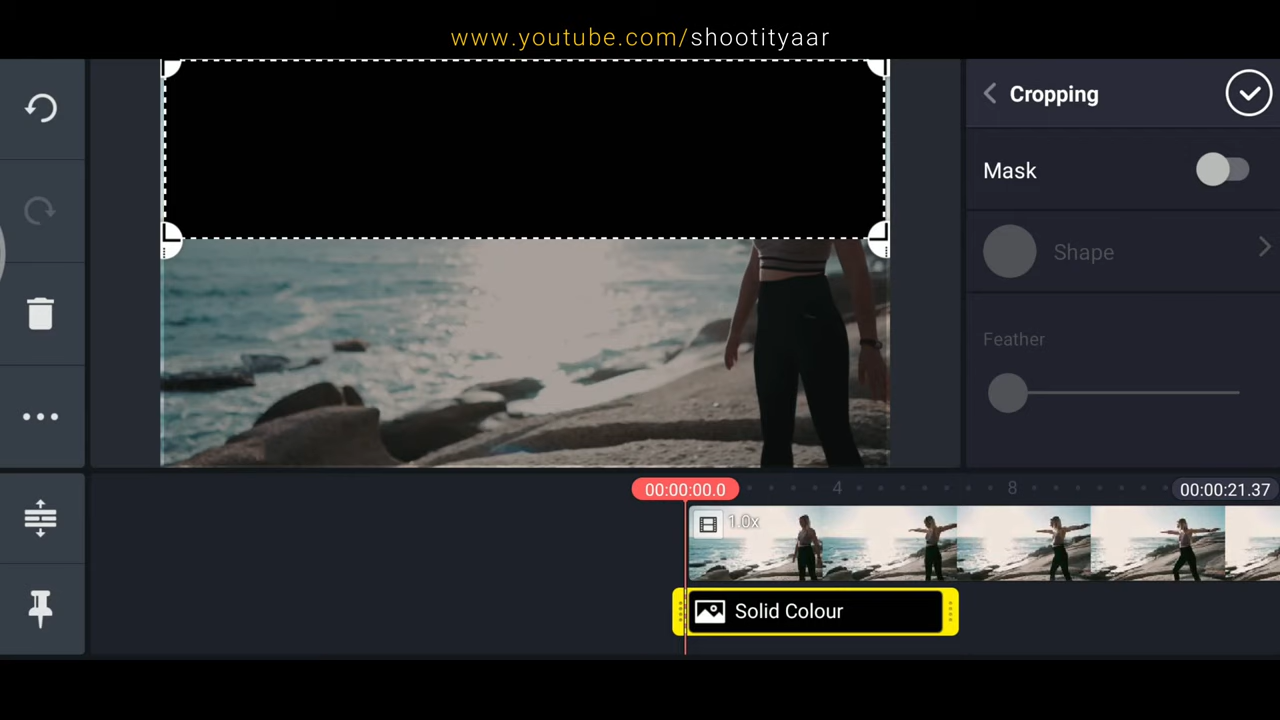 www.youtube.com/shootityaar
Cropping
Mask
Shape
Feather
00:00:00.0
4
8
00:00:21.37
1.0x
Solid Colour